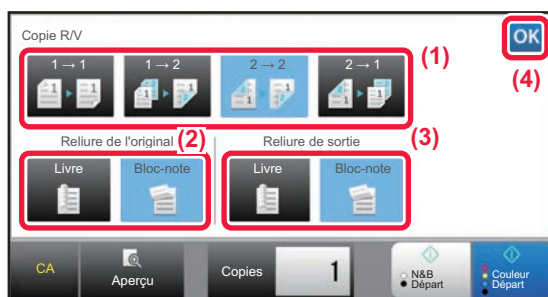 Copie R/V
OK
(1)
(4)
1 → 1
1 → 2
2 → 2
2 → 1
Reliure de l'original
(2)
Reliure de sortie
(3)
Livre
Bloc-note
Livre
Bloc-note
CA
Aperçu
Copies
1
N&B
Départ
Couleur
Départ